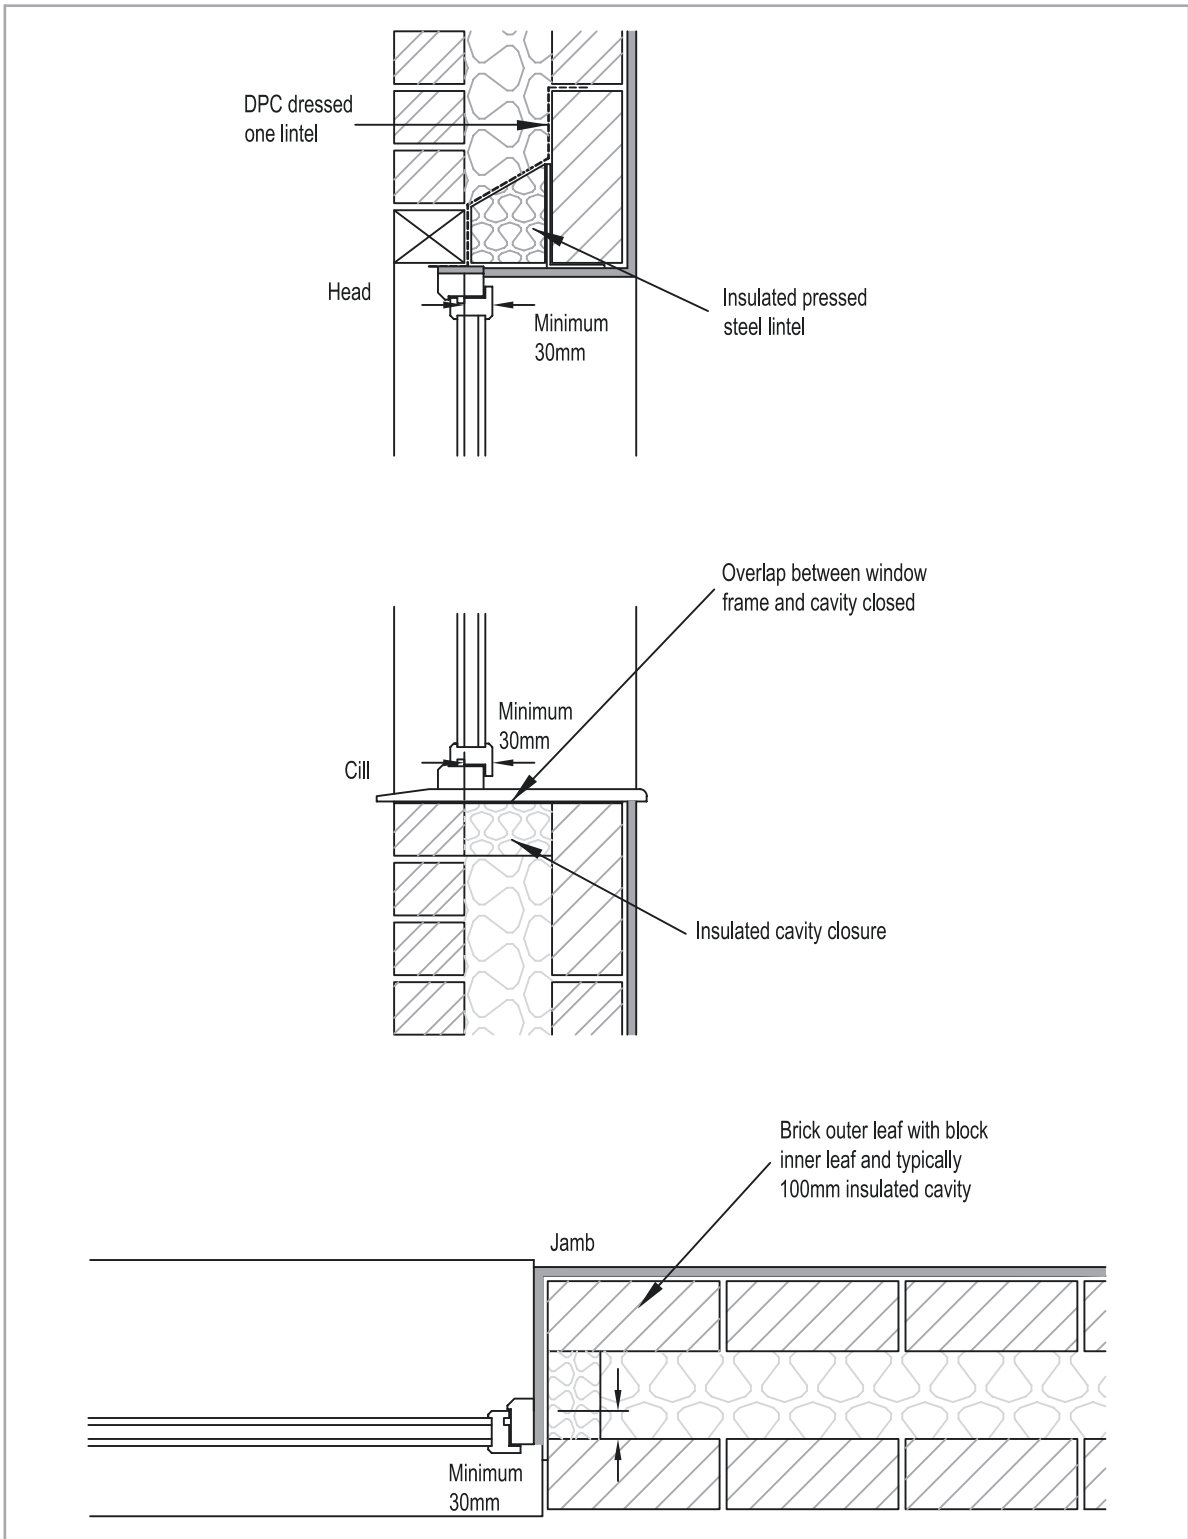 DPC dressed
one lintel
Head
Minimum
30mm
Insulated pressed
steel lintel
Overlap between window
frame and cavity closed
Minimum
30mm
Cill
Insulated cavity closure
Brick outer leaf with block
inner leaf and typically
100mm insulated cavity
Jamb
Minimum
30mm